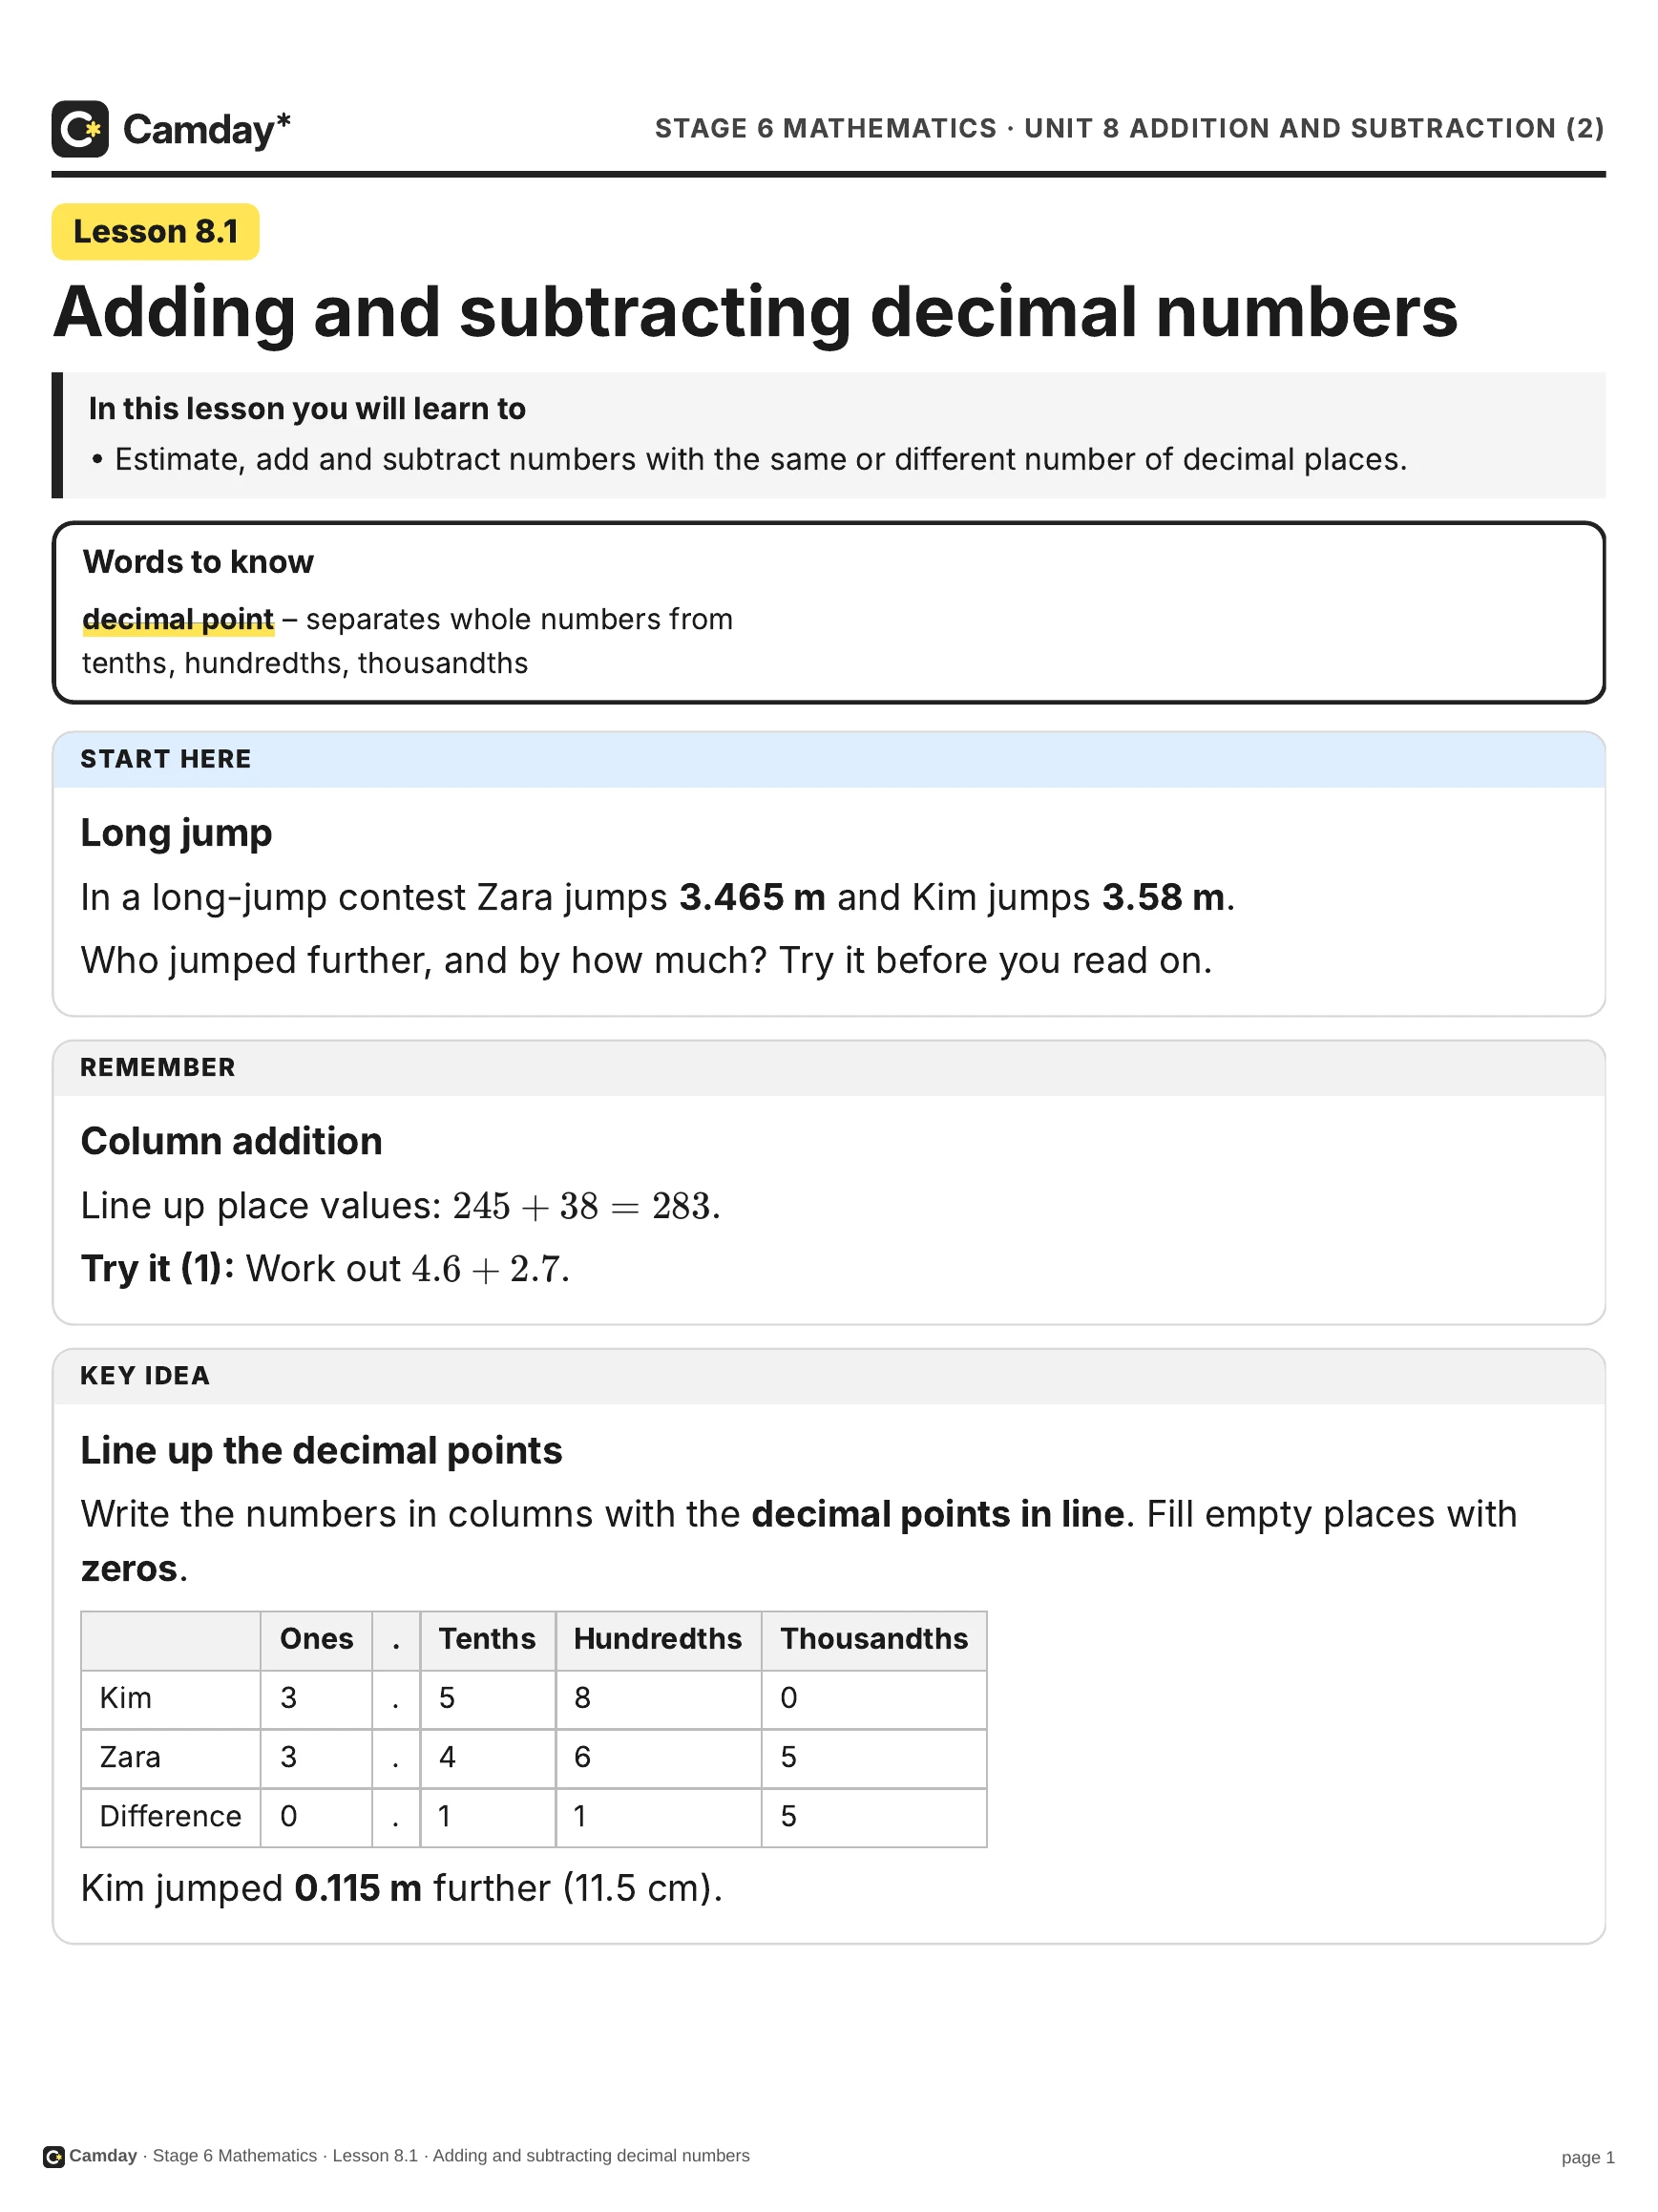 Camday*
STAGE 6 MATHEMATICS · UNIT 8 ADDITION AND SUBTRACTION (2)
Lesson 8.1
Adding and subtracting decimal numbers
In this lesson you will learn to
• Estimate, add and subtract numbers with the same or different number of decimal places.
Words to know
decimal point – separates whole numbers from
tenths, hundredths, thousandths
START HERE
Long jump
In a long-jump contest Zara jumps 3.465 m and Kim jumps 3.58 m.
Who jumped further, and by how much? Try it before you read on.
REMEMBER
Column addition
Line up place values: 245 + 38 = 283.
Try it (1): Work out 4.6 + 2.7.
KEY IDEA
Line up the decimal points
Write the numbers in columns with the decimal points in line. Fill empty places with
zeros.
Ones . Tenths Hundredths Thousandths
Kim 3 . 5 8 0
Zara 3 . 4 6 5
Difference 0 . 1 1 5
Kim jumped 0.115 m further (11.5 cm).
Camday · Stage 6 Mathematics · Lesson 8.1 · Adding and subtracting decimal numbers
page 1